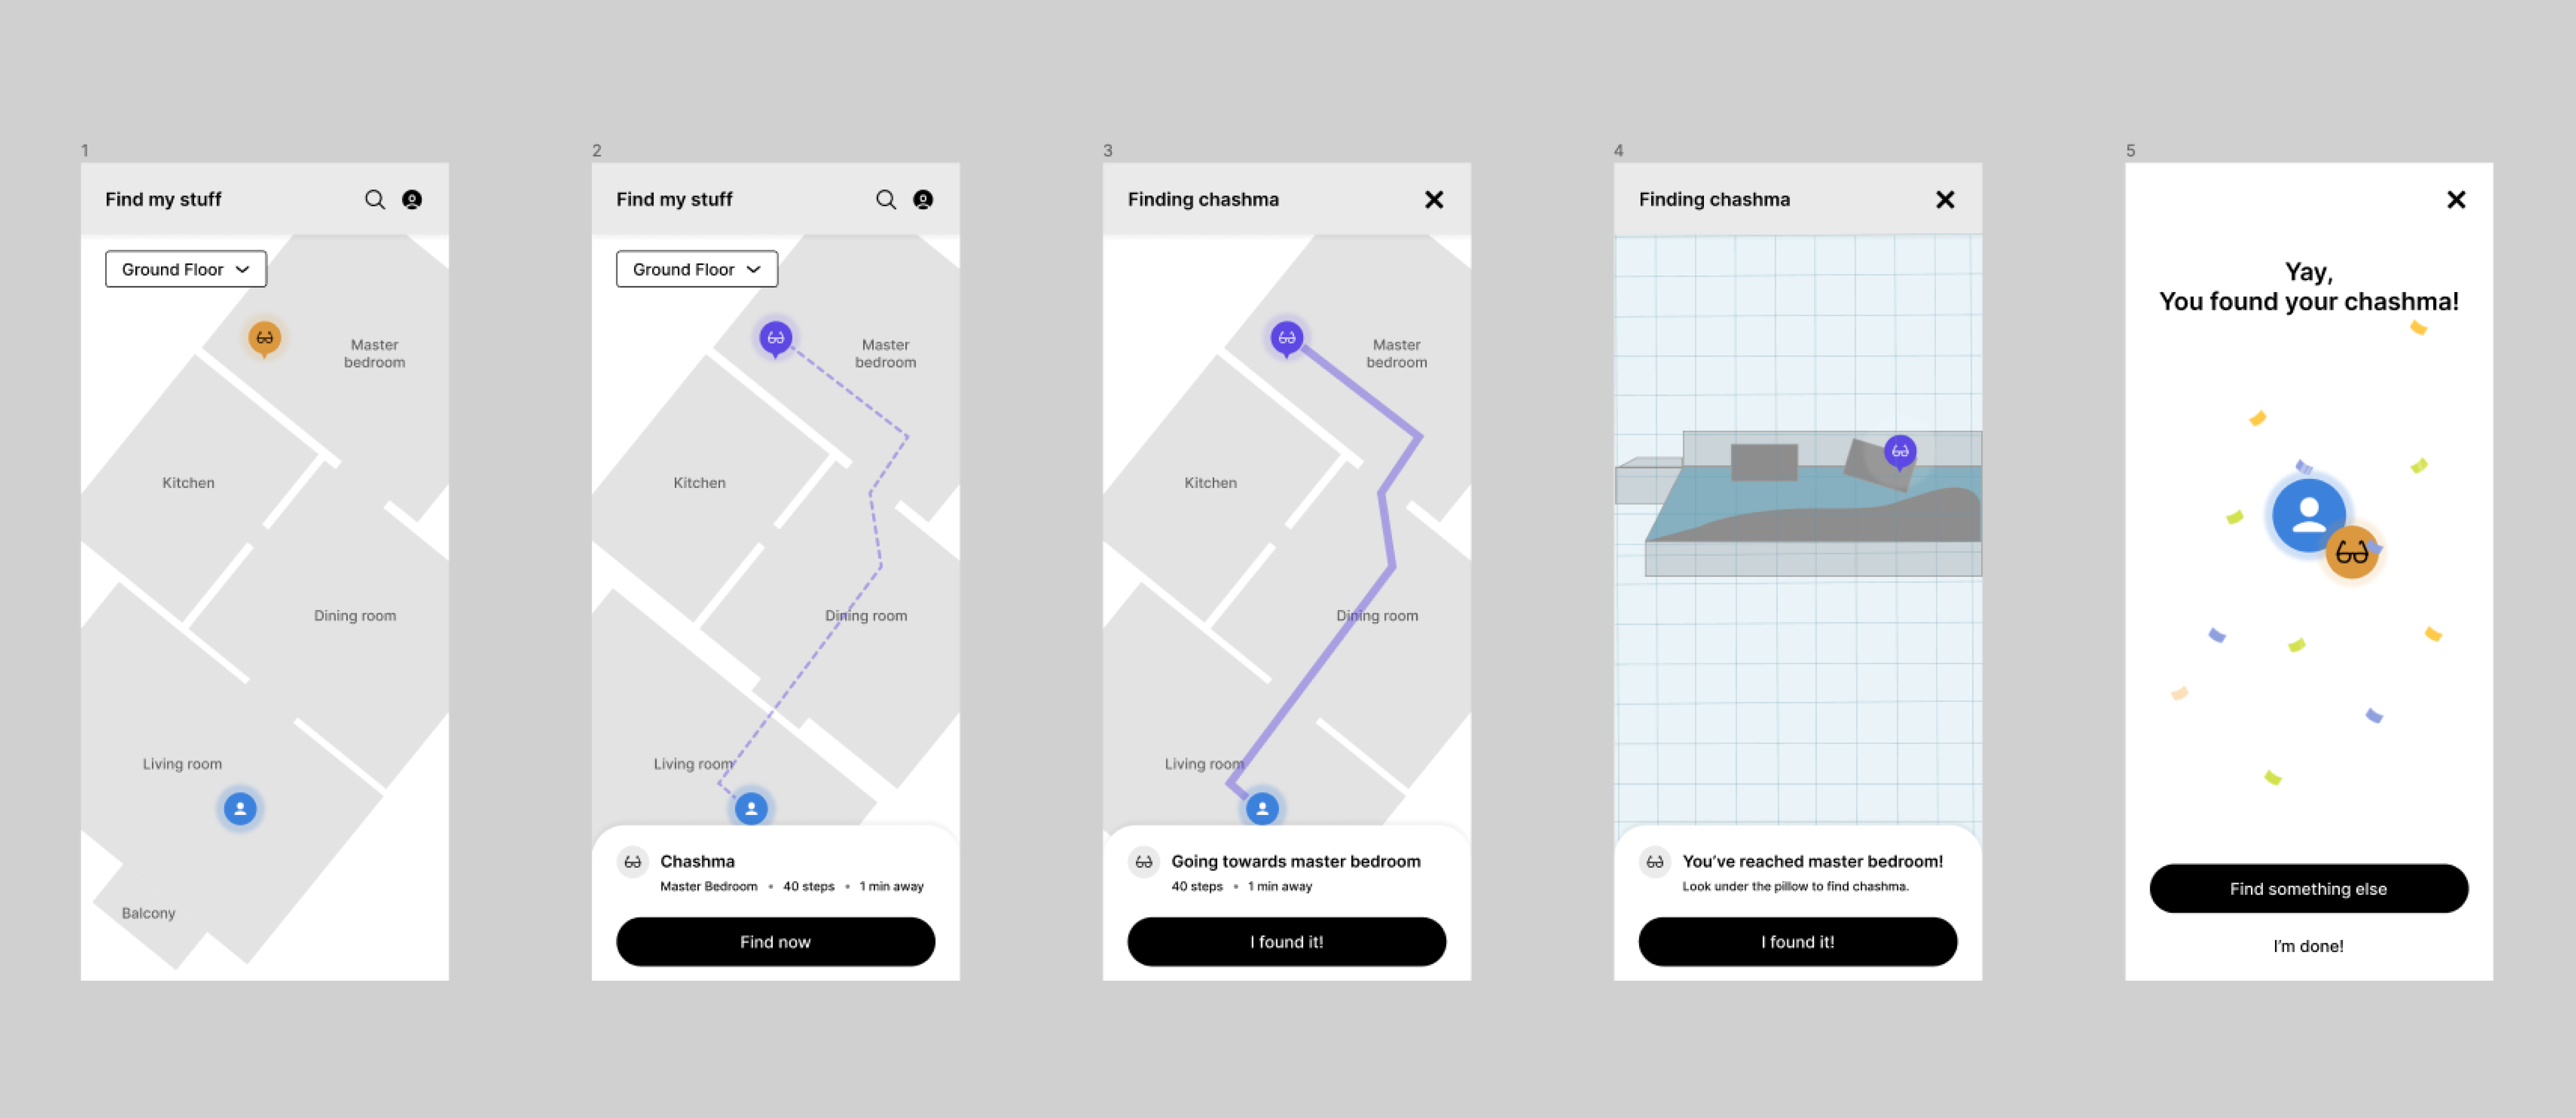 1
Find my stuff
Ground Floor
Master
bedroom
Kitchen
Dining room
Living room
Balcony
2
Find my stuff
Ground Floor
Master
bedroom
Kitchen
Dining room
Living room
Chashma
Master Bedroom • 40 steps • 1 min away
Find now
3
Finding chashma
Master
bedroom
Kitchen
Dining room
Living room
Going towards master bedroom
40 steps • 1 min away
I found it!
4
Finding chashma
You’ve reached master bedroom!
Look under the pillow to find chashma.
I found it!
5
Yay,
You found your chashma!
Find something else
I’m done!